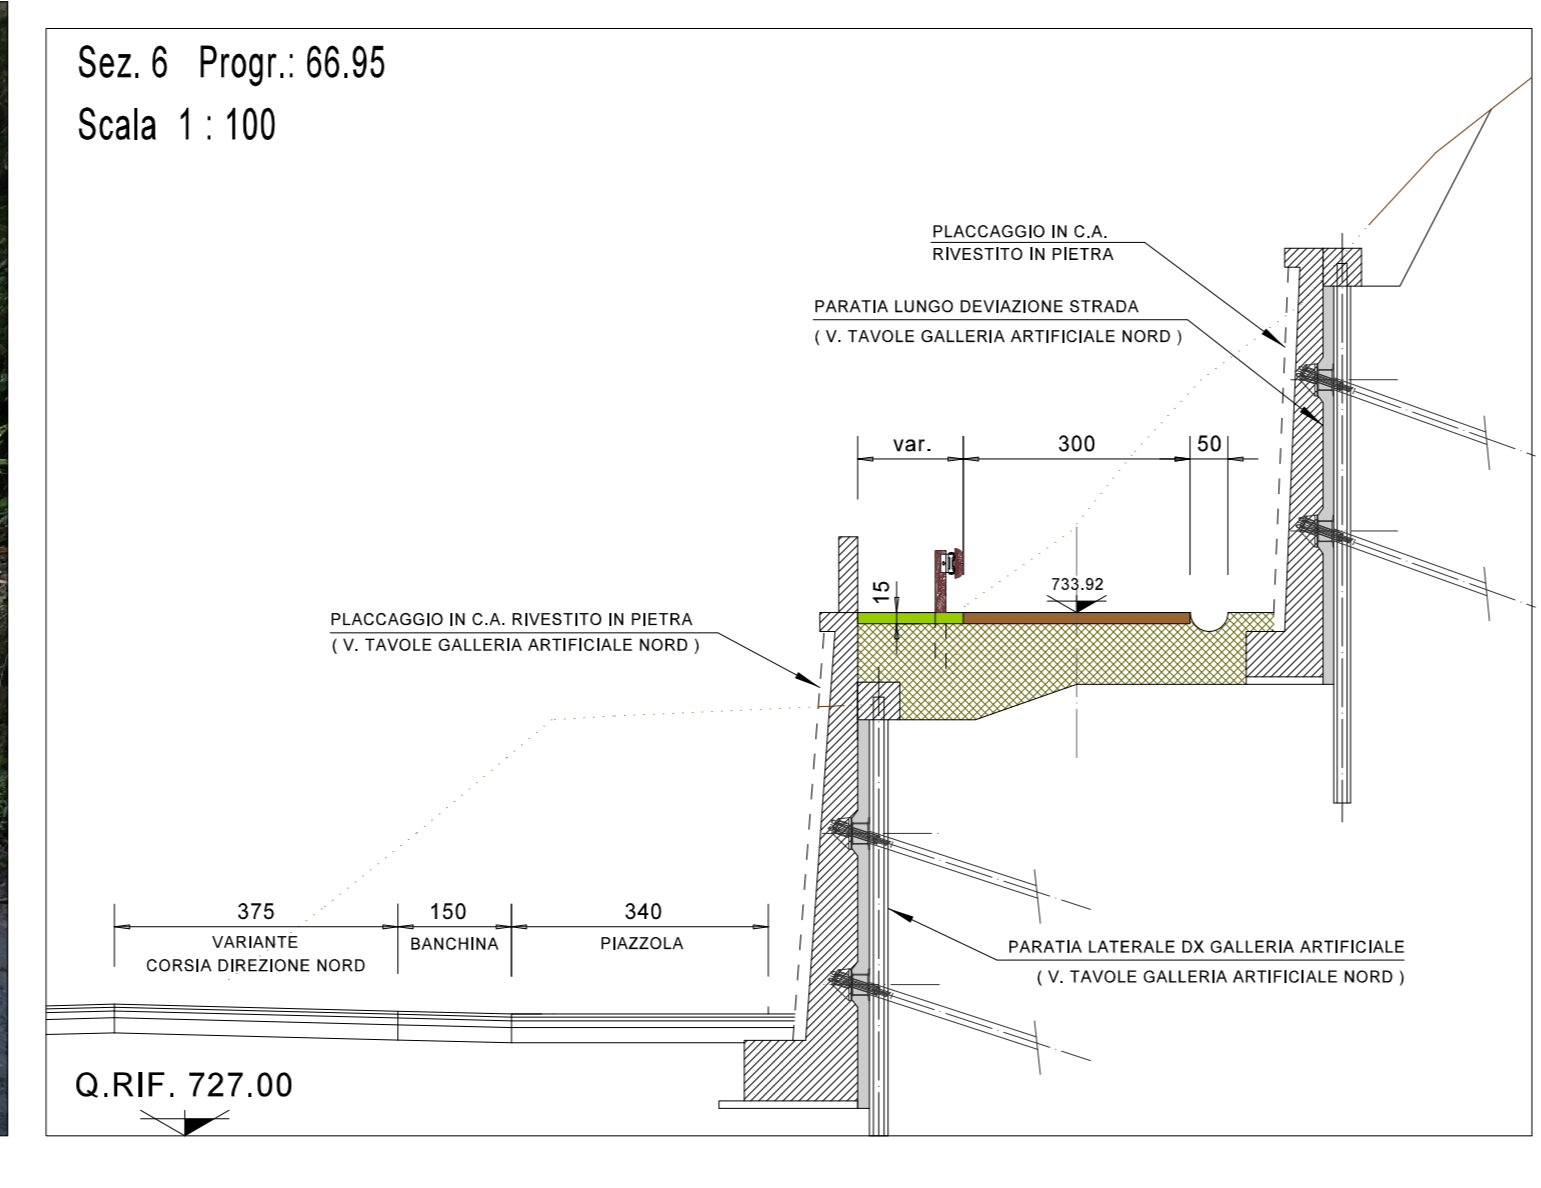 Sez. 6 Progr.: 66.95
Scala 1 : 100
PLACCAGGIO IN C.A.
RIVESTITO IN PIETRA
PARATIA LUNGO DEVIAZIONE STRADA
( V. TAVOLE GALLERIA ARTIFICIALE NORD )
var. 300 50
15
733.92
PLACCAGGIO IN C.A. RIVESTITO IN PIETRA
( V. TAVOLE GALLERIA ARTIFICIALE NORD )
375 150 340
VARIANTE
CORSIA DIREZIONE NORD
BANCHINA
PIAZZOLA
PARATIA LATERALE DX GALLERIA ARTIFICIALE
( V. TAVOLE GALLERIA ARTIFICIALE NORD )
Q.RIF. 727.00